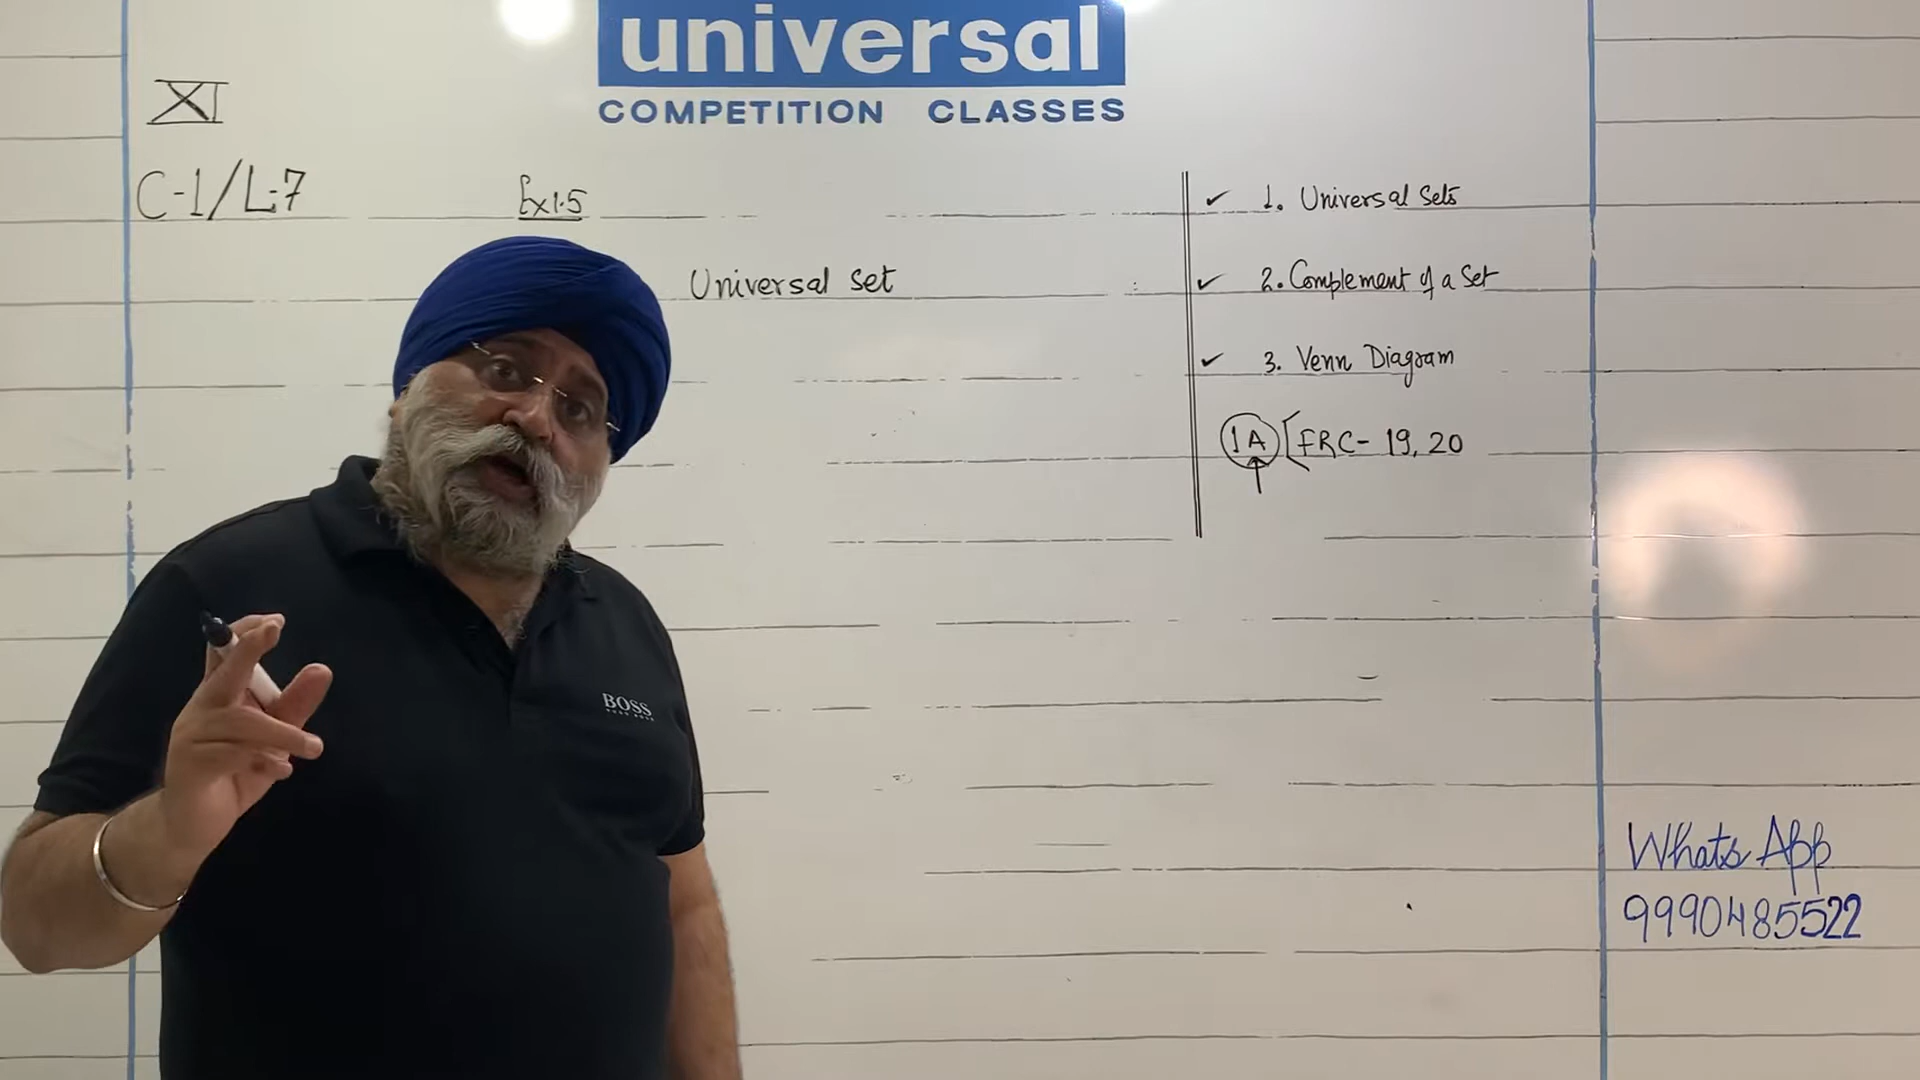 universal
COMPETITION CLASSES
XI
C-1/L-7
Ex1.5
Universal Set
1. Universal Sets
2. Complement of a Set
3. Venn Diagram
1A [FRC- 19, 20
BOSS
Whats App
9990485522